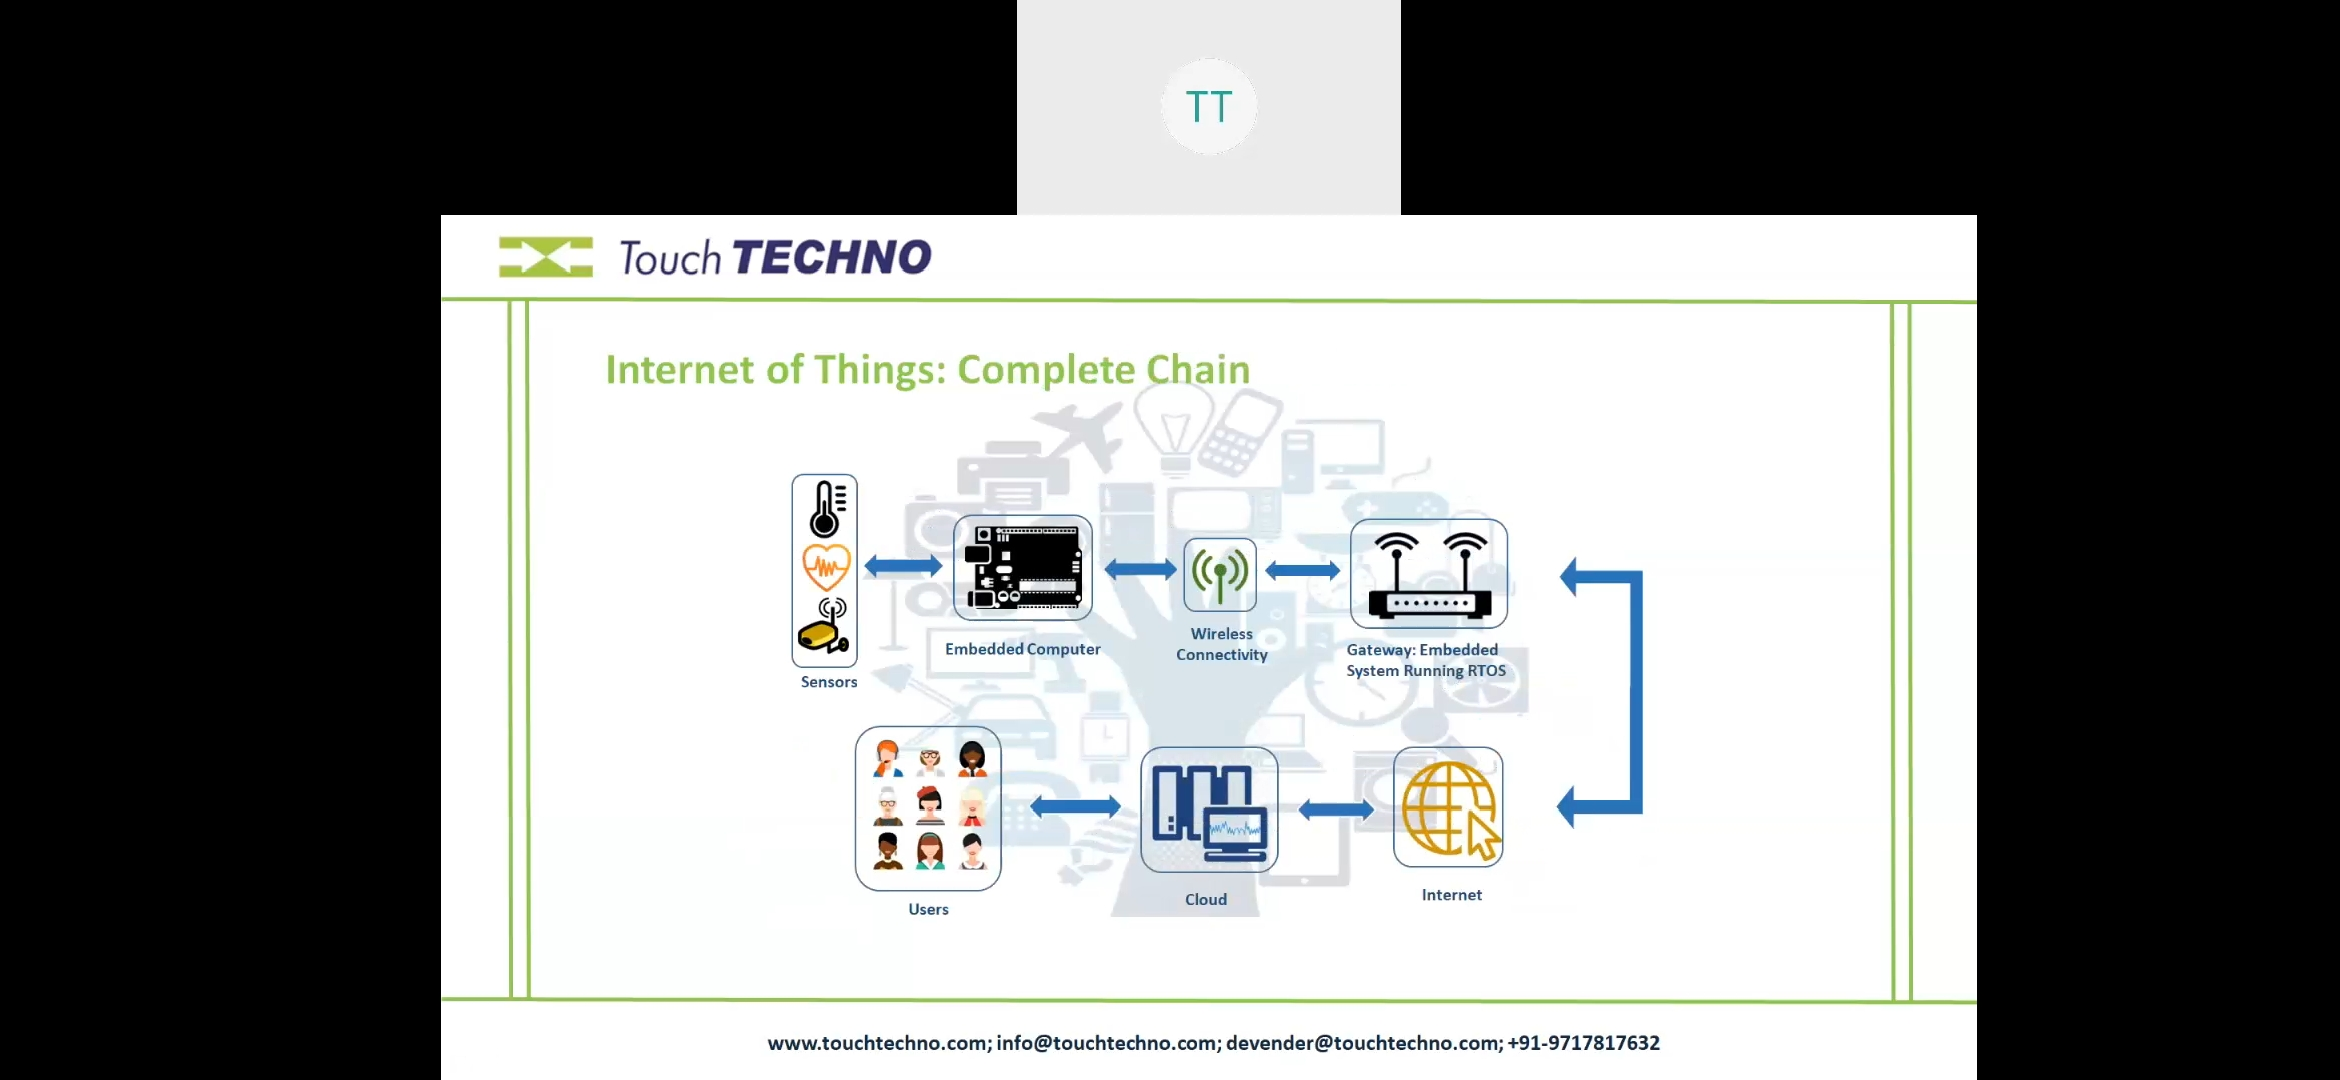 TT
Touch TECHNO
Internet of Things: Complete Chain
Sensors
Embedded Computer
Wireless
Connectivity
Gateway: Embedded
System Running RTOS
Users
Cloud
Internet
www.touchtechno.com; info@touchtechno.com; devender@touchtechno.com; +91-9717817632